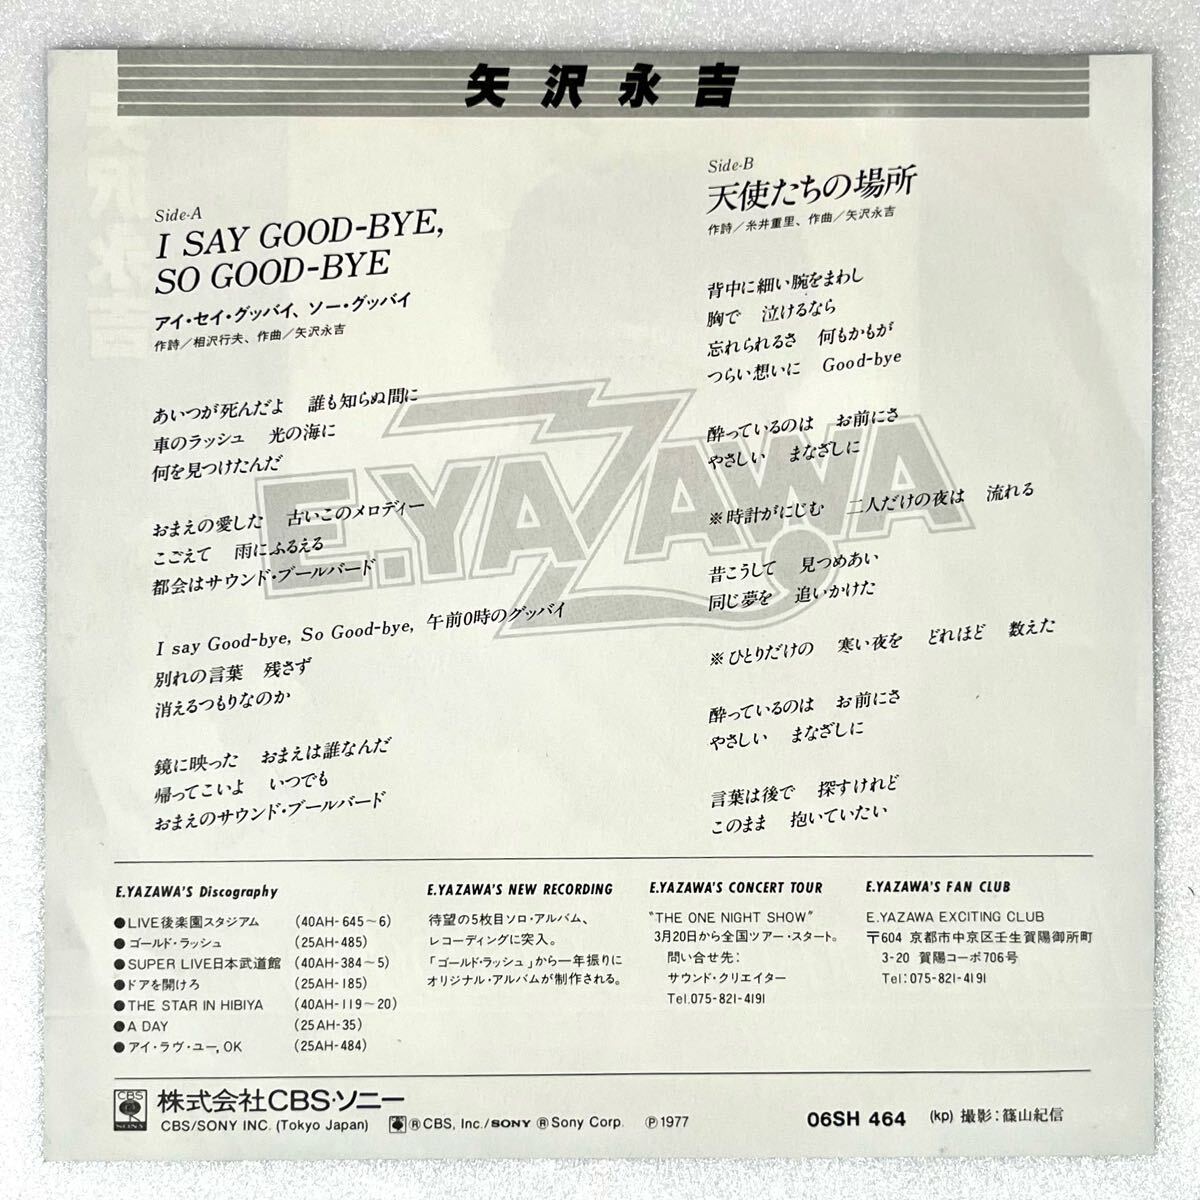 矢沢永吉
Side-A
I SAY GOOD-BYE,
SO GOOD-BYE
アイ・セイ・グッバイ、ソー・グッバイ
作詩/相沢行夫、作曲/矢沢永吉
あいつが死んだよ 誰も知らぬ間に
車のラッシュ 光の海に
何を見つけたんだ
おまえの愛した 古いこのメロディー
こごえて 雨にふるえる
都会はサウンド・ブールバード
I say Good-bye, So Good-bye, 午前0時のグッバイ
別れの言葉 残さず
消えるつもりなのか
鏡に映った おまえは誰なんだ
帰ってこいよ いつでも
おまえのサウンド・ブールバード
Side-B
天使たちの場所
作詩/糸井重里、作曲/矢沢永吉
背中に細い腕をまわし
胸で 泣けるなら
忘れられるさ 何もかもが
つらい想いに Good-bye
酔っているのは お前にさ
やさしい まなざしに
※時計がにじむ 二人だけの夜は 流れる
昔こうして 見つめあい
同じ夢を 追いかけた
※ひとりだけの 寒い夜を どれほど 数えた
酔っているのは お前にさ
やさしい まなざしに
言葉は後で 探すけれど
このまま 抱いていたい
E.YAZAWA
E.YAZAWA'S Discography
●LIVE後楽園スタジアム (40AH-645~6)
●ゴールド・ラッシュ (25AH-485)
●SUPER LIVE日本武道館 (40AH-384~5)
●ドアを開けろ (25AH-185)
●THE STAR IN HIBIYA (40AH-119~20)
●A DAY (25AH-35)
●アイ・ラヴ・ユー,OK (25AH-484)
E.YAZAWA'S NEW RECORDING
待望の5枚目ソロ・アルバム、
レコーディングに突入。
「ゴールド・ラッシュ」から一年振りに
オリジナル・アルバムが制作される。
E.YAZAWA'S CONCERT TOUR
"THE ONE NIGHT SHOW"
3月20日から全国ツアー・スタート。
問い合せ先:
サウンド・クリエイター
Tel.075-821-4191
E.YAZAWA'S FAN CLUB
E.YAZAWA EXCITING CLUB
〒604 京都市中京区壬生賀陽御所町
3-20 賀陽コーポ706号
Tel:075-821-4191
CBS
SONY
株式会社CBS・ソニー
CBS/SONY INC. (Tokyo Japan)
®CBS, Inc./SONY ®Sony Corp. ℗1977
06SH 464 (kp) 撮影:篠山紀信